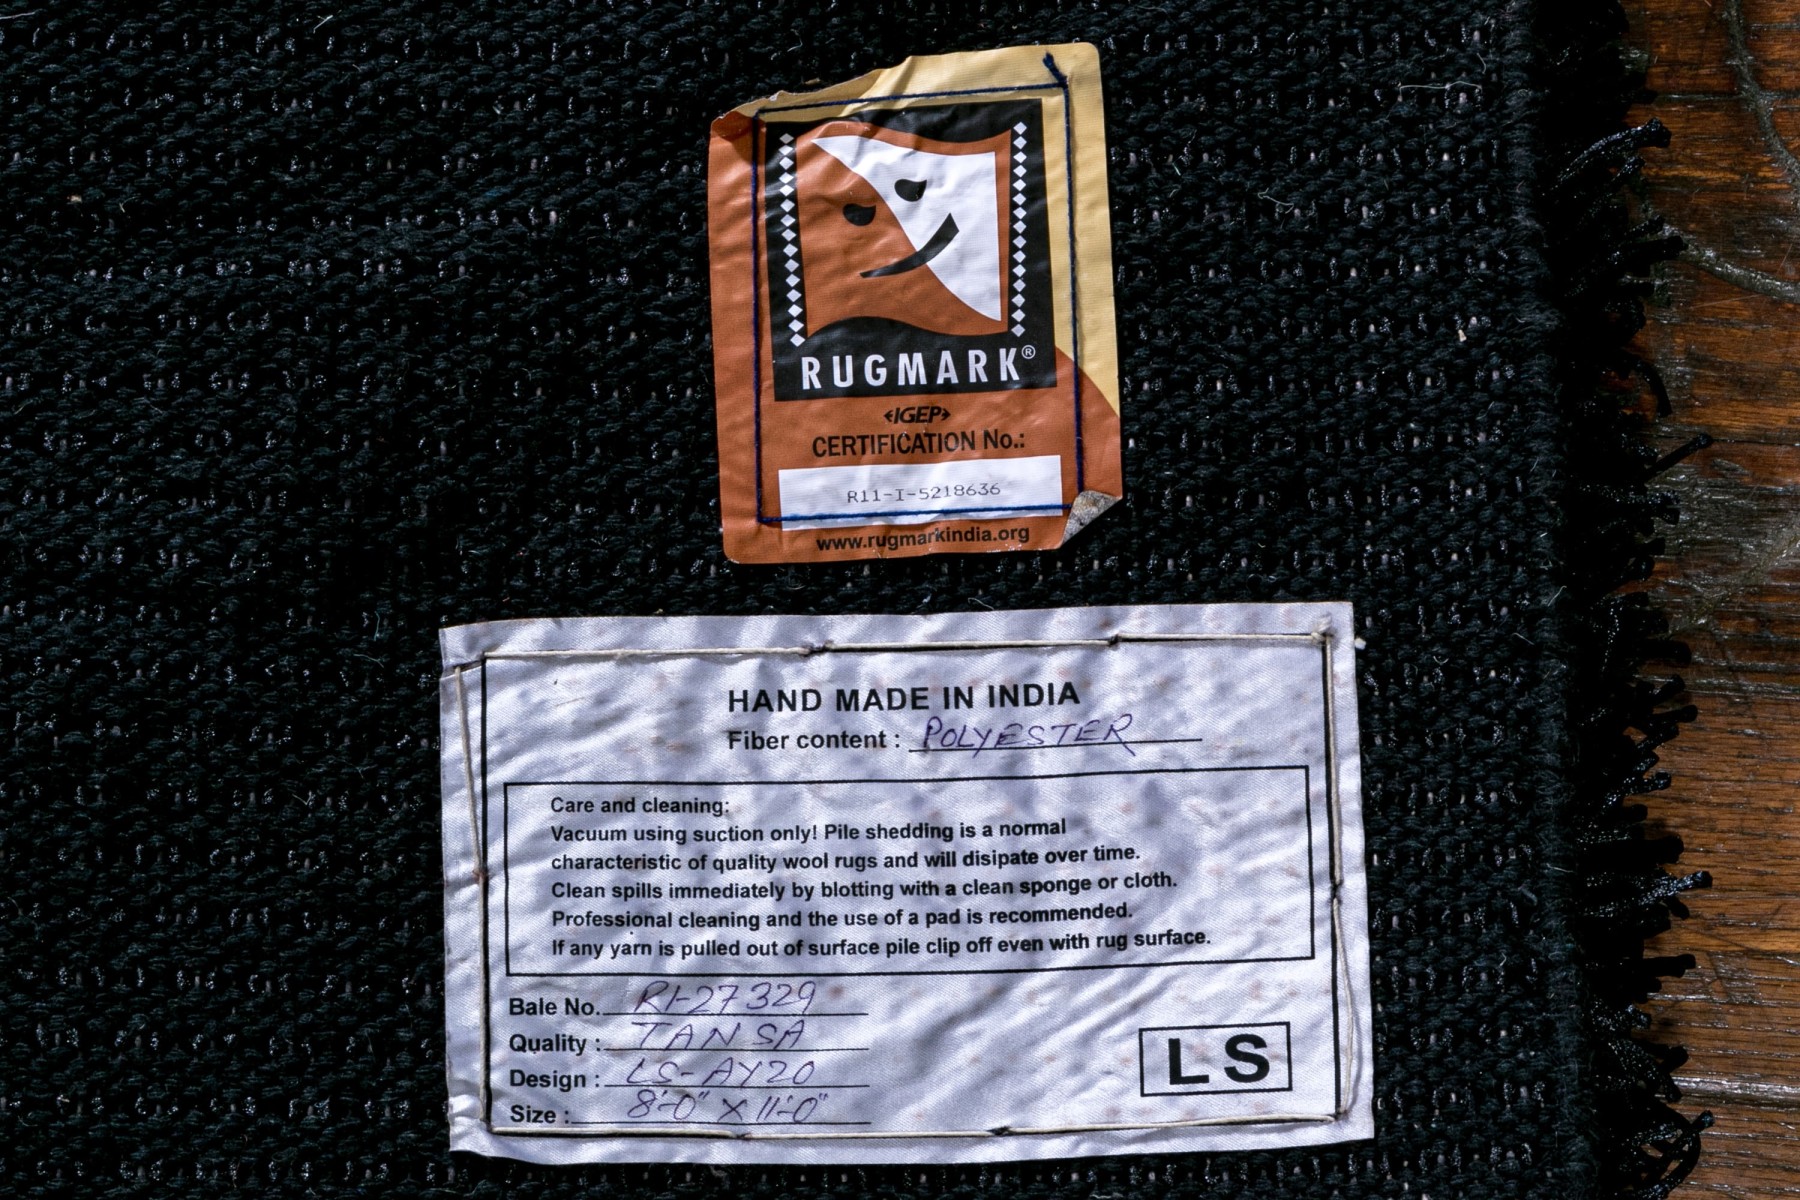 RUGMARK®
IGEP
CERTIFICATION No.:
R11-I-5218636
www.rugmarkindia.org
HAND MADE IN INDIA
Fiber content : POLYESTER
Care and cleaning:
Vacuum using suction only! Pile shedding is a normal
characteristic of quality wool rugs and will disipate over time.
Clean spills immediately by blotting with a clean sponge or cloth.
Professional cleaning and the use of a pad is recommended.
If any yarn is pulled out of surface pile clip off even with rug surface.
Bale No. RI-27329
Quality : TANSA
Design : LS-AY20
Size : 8'-0" X 11'-0"
LS